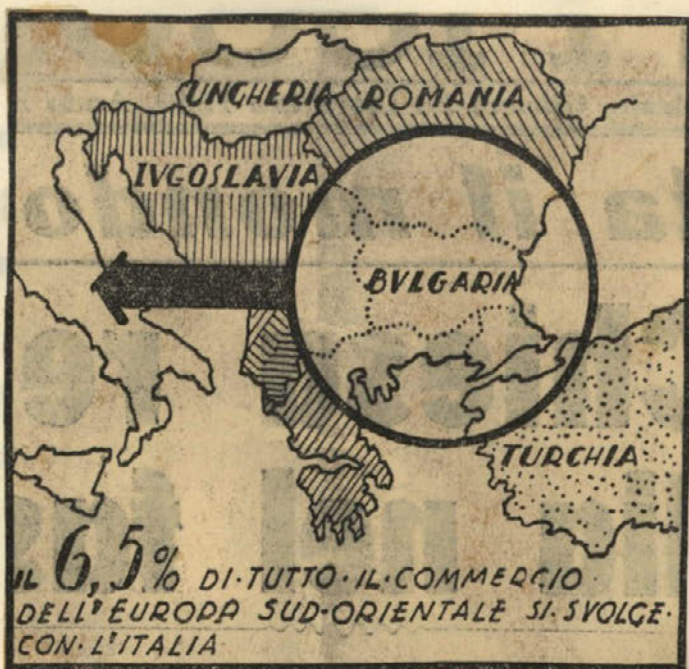 UNGHERIA ROMANIA
IVGOSLAVIA
BVLGARIA
TURCHIA
IL 6,5% DI·TUTTO·IL·COMMERCIO·
DELL'EUROPA SUD-ORIENTALE SI·SVOLGE·
CON·L'ITALIA